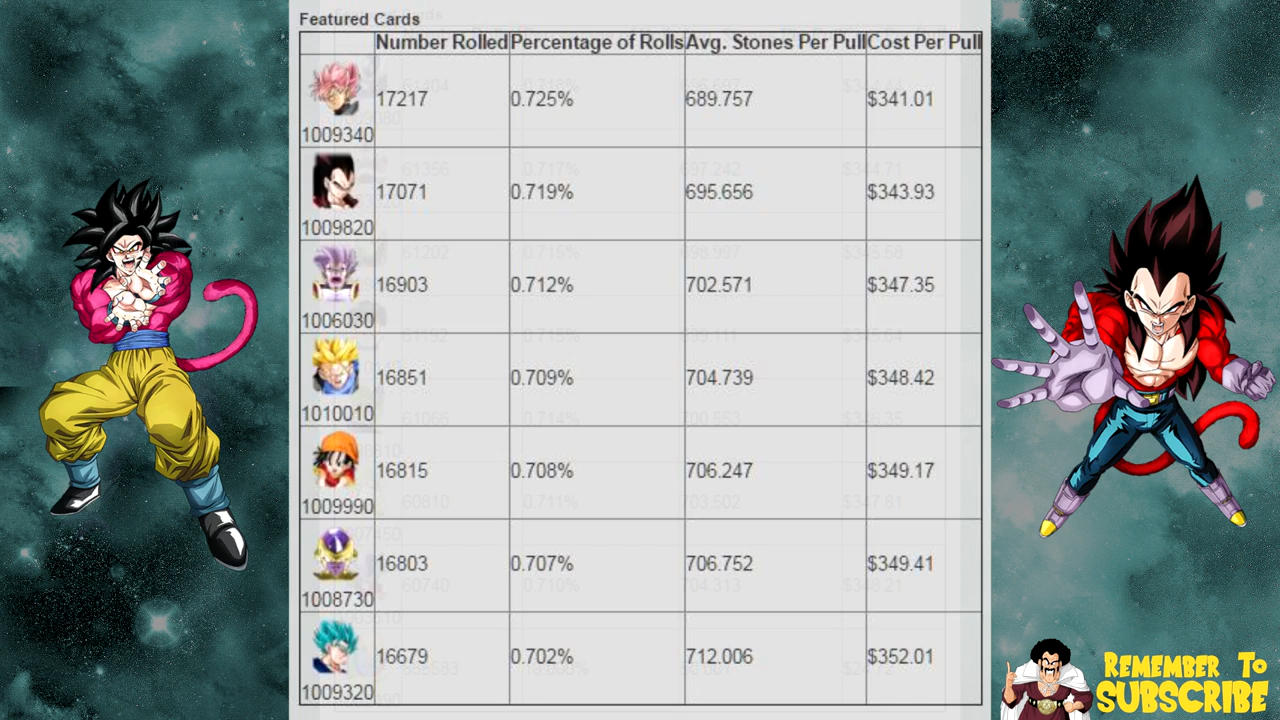 Featured Cards
Number Rolled Percentage of Rolls Avg. Stones Per Pull Cost Per Pull
1009340 17217 0.725% 689.757 $341.01
1009820 17071 0.719% 695.656 $343.93
1006030 16903 0.712% 702.571 $347.35
1010010 16851 0.709% 704.739 $348.42
1009990 16815 0.708% 706.247 $349.17
1008730 16803 0.707% 706.752 $349.41
1009320 16679 0.702% 712.006 $352.01
REMEMBER TO
SUBSCRIBE